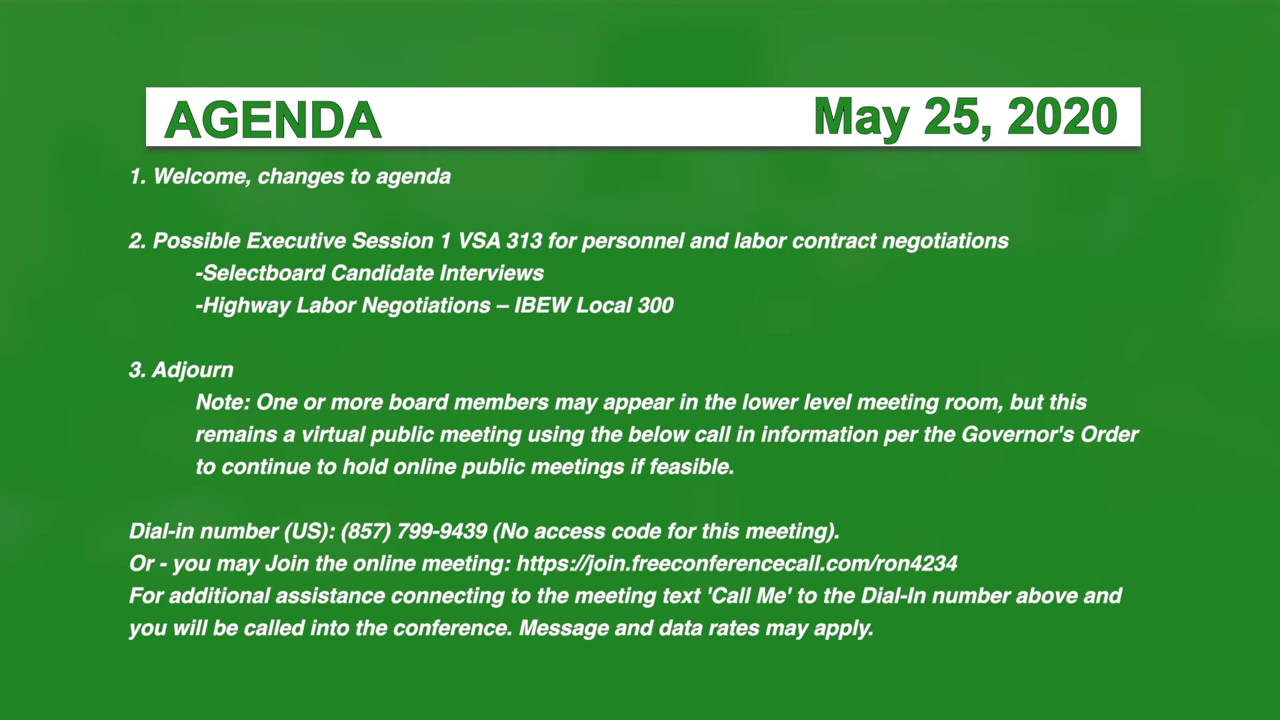 AGENDA May 25, 2020
1. Welcome, changes to agenda
2. Possible Executive Session 1 VSA 313 for personnel and labor contract negotiations
-Selectboard Candidate Interviews
-Highway Labor Negotiations – IBEW Local 300
3. Adjourn
Note: One or more board members may appear in the lower level meeting room, but this
remains a virtual public meeting using the below call in information per the Governor's Order
to continue to hold online public meetings if feasible.
Dial-in number (US): (857) 799-9439 (No access code for this meeting).
Or - you may Join the online meeting: https://join.freeconferencecall.com/ron4234
For additional assistance connecting to the meeting text 'Call Me' to the Dial-In number above and
you will be called into the conference. Message and data rates may apply.